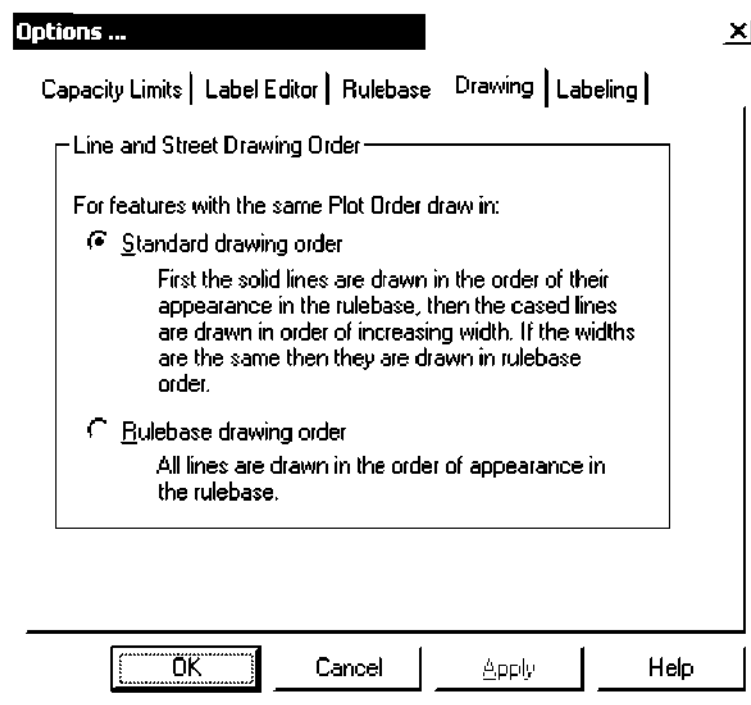 Options ...
Capacity Limits Label Editor Rulebase Drawing Labeling
Line and Street Drawing Order
For features with the same Plot Order draw in:
Standard drawing order
First the solid lines are drawn in the order of their
appearance in the rulebase, then the cased lines
are drawn in order of increasing width. If the widths
are the same then they are drawn in rulebase
order.
Rulebase drawing order
All lines are drawn in the order of appearance in
the rulebase.
OK Cancel Apply Help